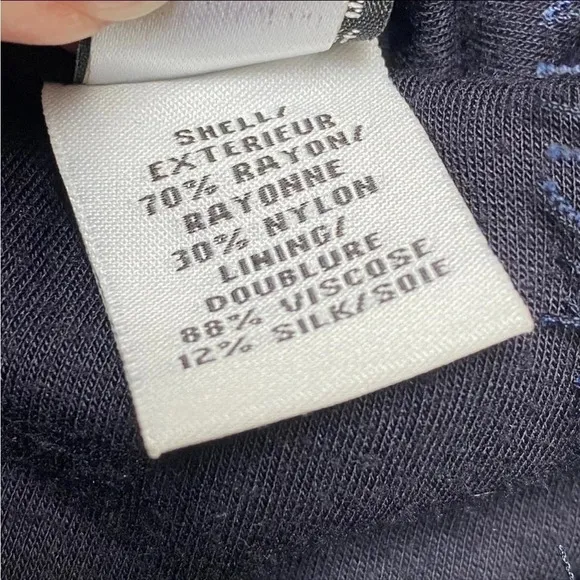 SHELL/
EXTERIEUR
70% RAYON/
RAYONNE
30% NYLON
LINING/
DOUBLURE
88% VISCOSE
12% SILK/SOIE